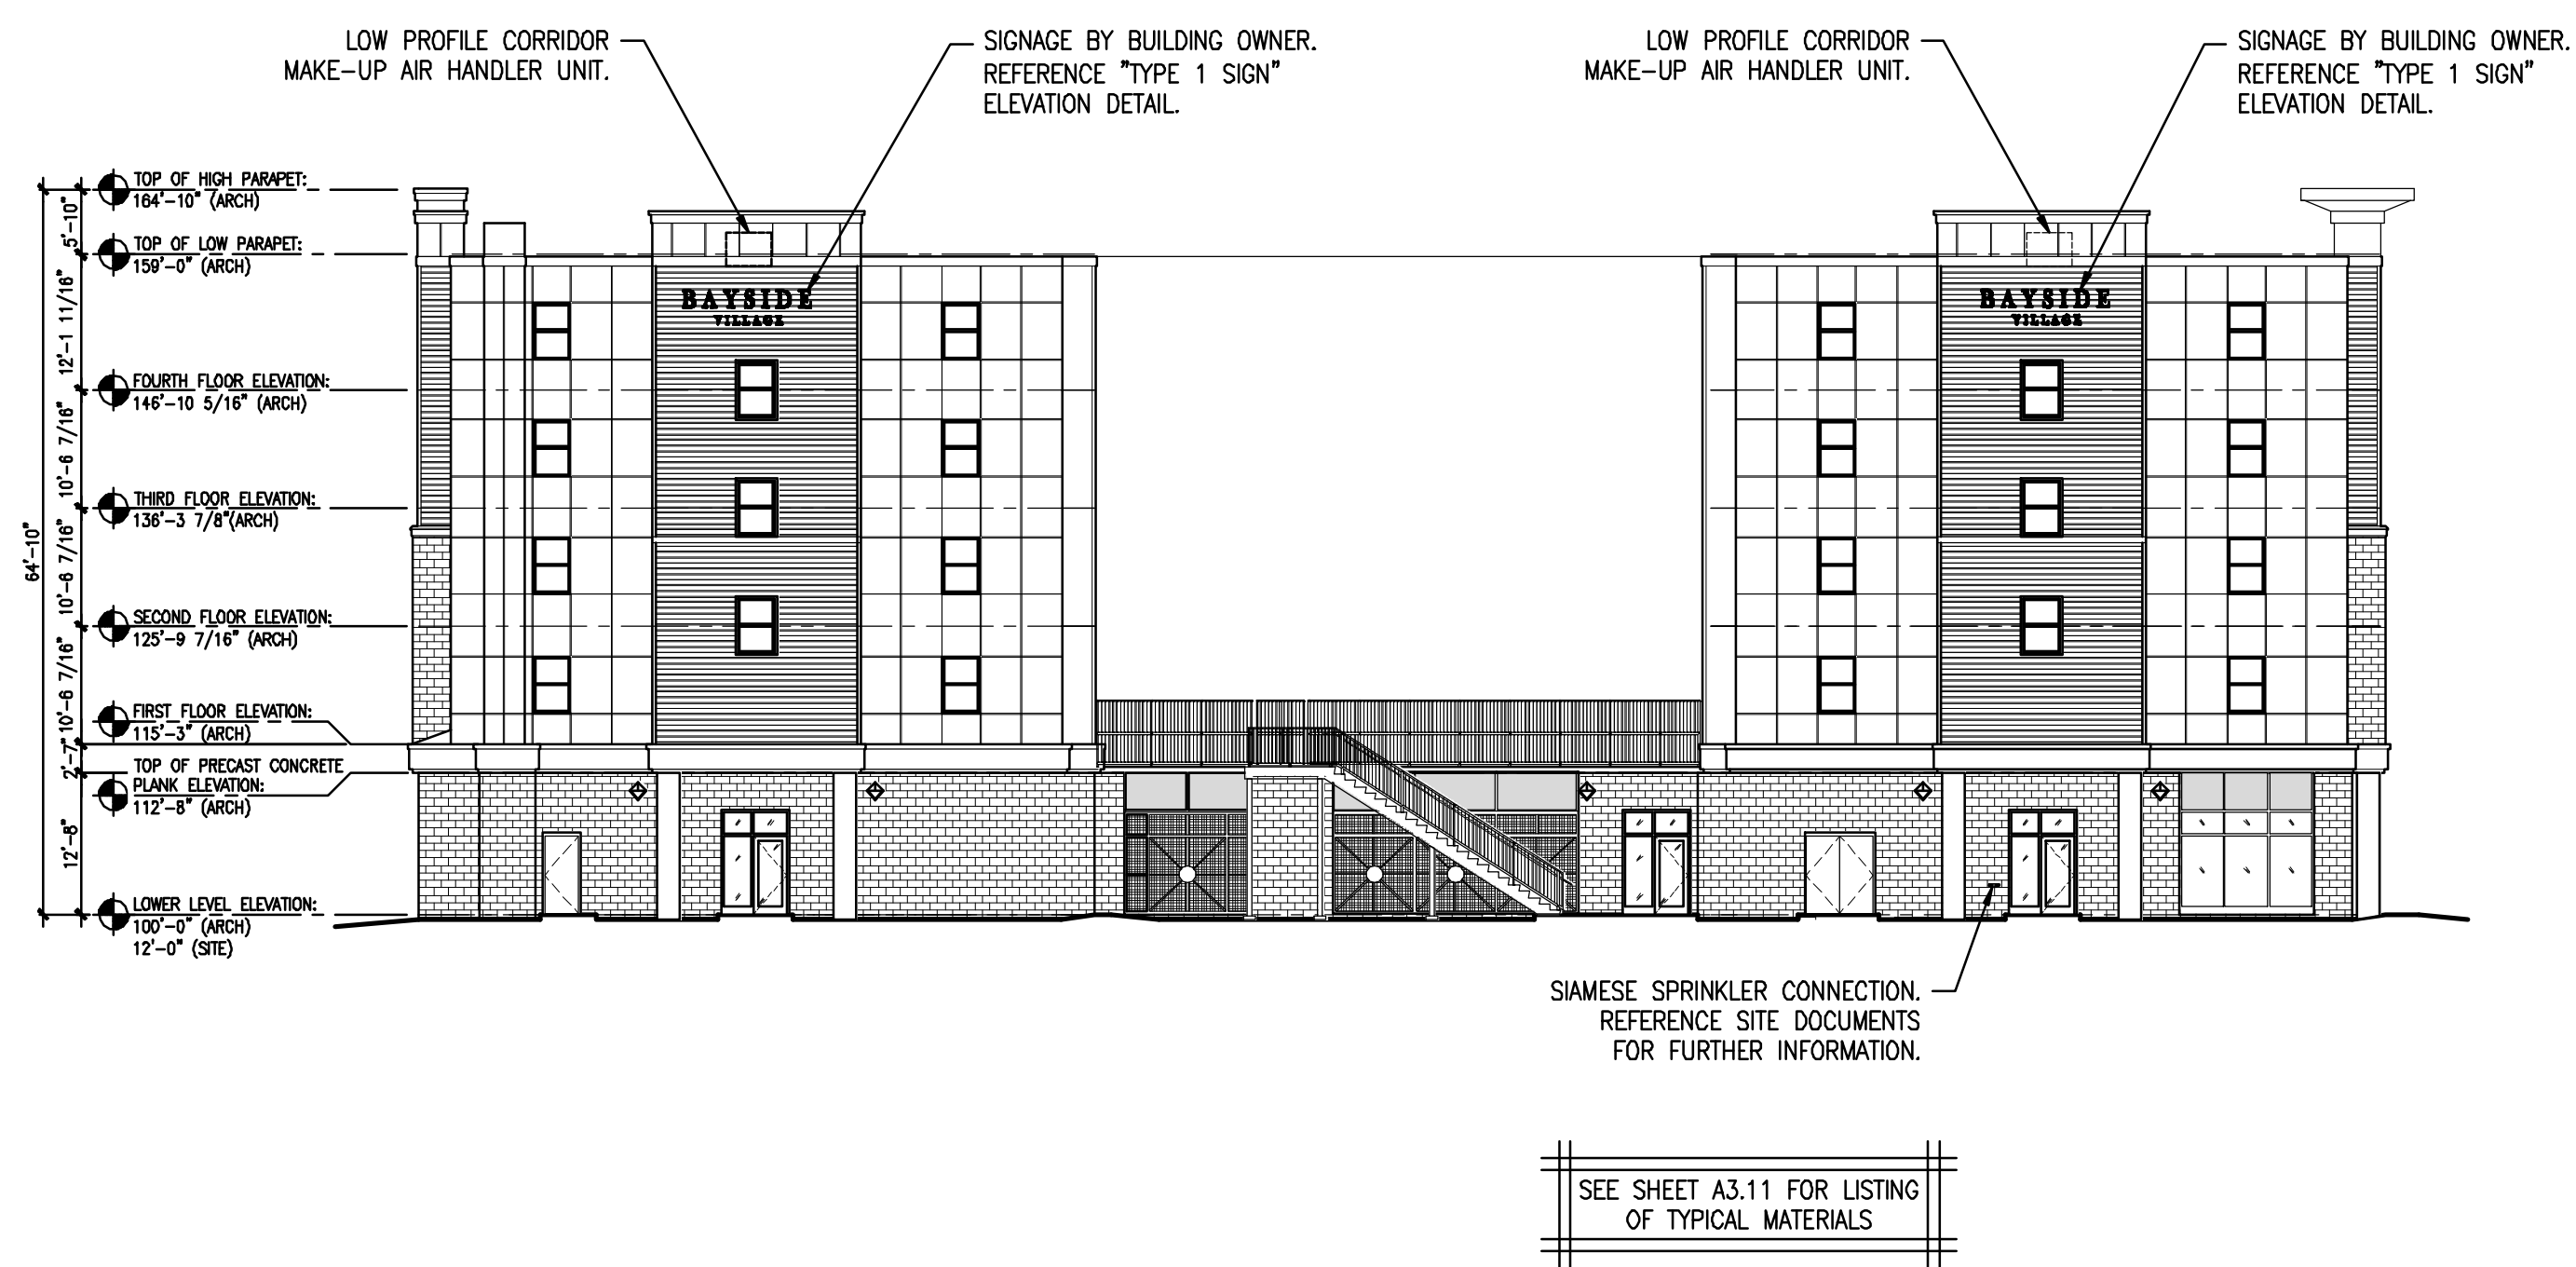 LOW PROFILE CORRIDOR
MAKE-UP AIR HANDLER UNIT.
SIGNAGE BY BUILDING OWNER.
REFERENCE "TYPE 1 SIGN"
ELEVATION DETAIL.
LOW PROFILE CORRIDOR
MAKE-UP AIR HANDLER UNIT.
SIGNAGE BY BUILDING OWNER.
REFERENCE "TYPE 1 SIGN"
ELEVATION DETAIL.
TOP OF HIGH PARAPET:
164'-10" (ARCH)
5'-10"
TOP OF LOW PARAPET:
159'-0" (ARCH)
12'-1 11/16"
FOURTH FLOOR ELEVATION:
146'-10 5/16" (ARCH)
10'-6 7/16"
THIRD FLOOR ELEVATION:
136'-3 7/8"(ARCH)
64'-10"
10'-6 7/16"
SECOND FLOOR ELEVATION:
125'-9 7/16" (ARCH)
10'-6 7/16"
FIRST FLOOR ELEVATION:
115'-3" (ARCH)
2'-7"
TOP OF PRECAST CONCRETE
PLANK ELEVATION:
112'-8" (ARCH)
12'-8"
LOWER LEVEL ELEVATION:
100'-0" (ARCH)
12'-0" (SITE)
BAYSIDE
VILLAGE
BAYSIDE
VILLAGE
SIAMESE SPRINKLER CONNECTION.
REFERENCE SITE DOCUMENTS
FOR FURTHER INFORMATION.
SEE SHEET A3.11 FOR LISTING
OF TYPICAL MATERIALS